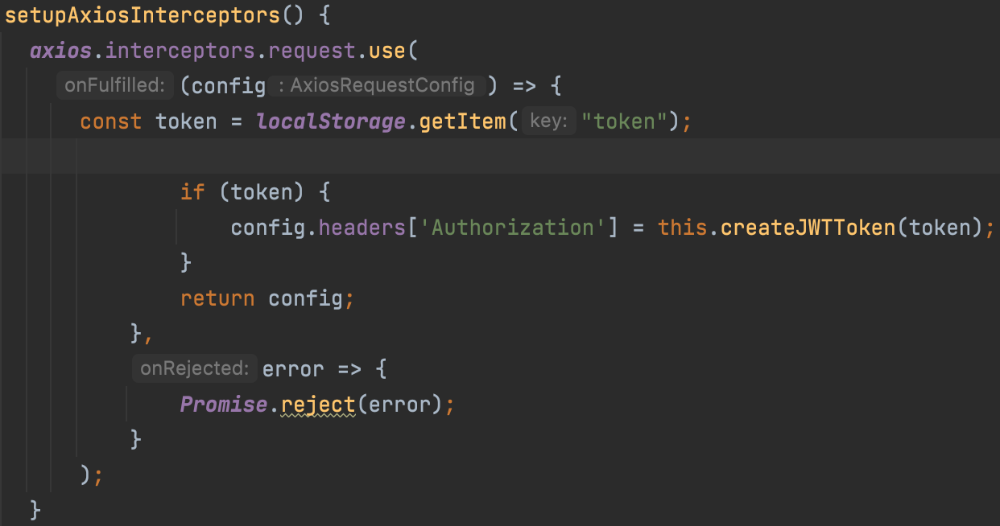 setupAxiosInterceptors() {
axios.interceptors.request.use(
onFulfilled: (config : AxiosRequestConfig ) => {
const token = localStorage.getItem( key: "token");
if (token) {
config.headers['Authorization'] = this.createJWTToken(token);
}
return config;
},
onRejected: error => {
Promise.reject(error);
}
);
}